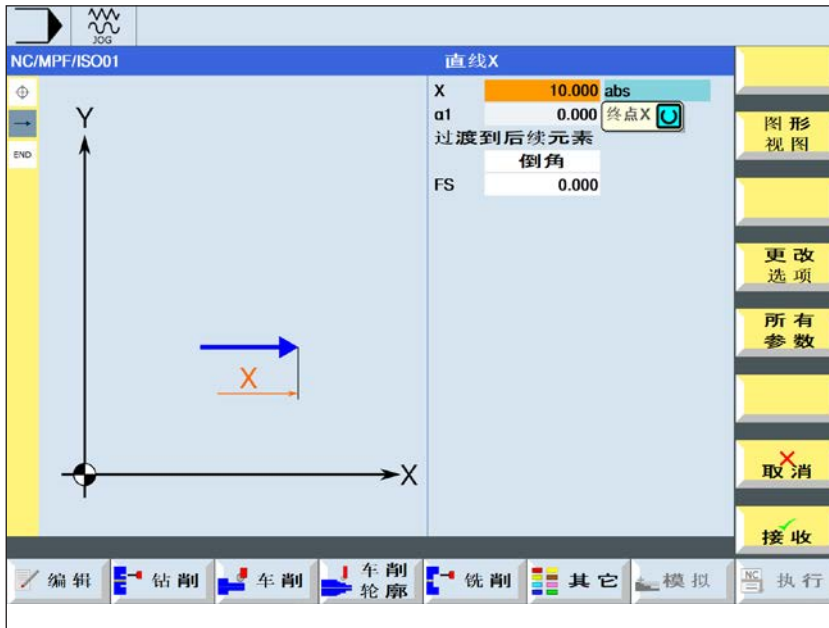 JOG
NC/MPF/ISO01
直线X
X 10.000 abs
α1 0.000 终点X
过渡到后续元素
倒角
FS 0.000
END
Y
X
X
图形
视图
更改
选项
所有
参数
取消
接收
编辑
钻削
车削
车削
轮廓
铣削
其它
模拟
NC
执行